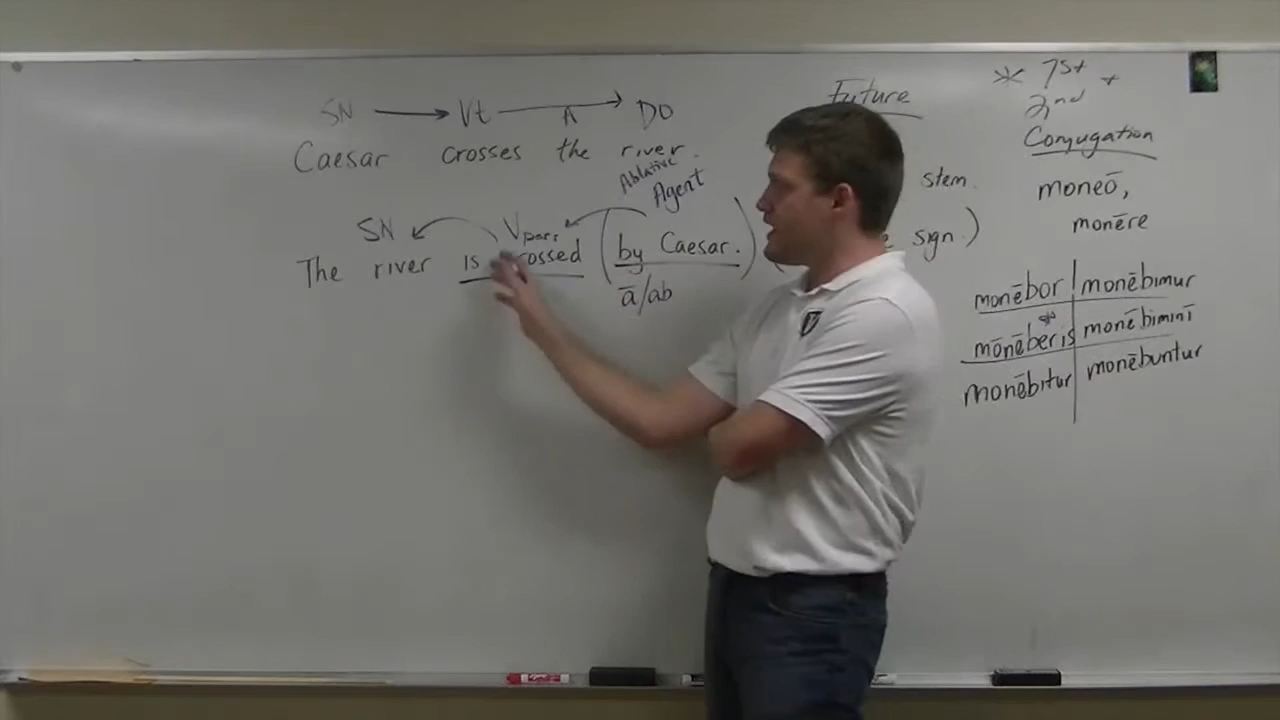 SN Vt DO
A
Caesar crosses the river.
Ablative
Agent
SN Vpass
The river is crossed (by Caesar.)
ā/ab
Future
stem.
sign.)
* 1st +
2nd
Conjugation
moneō,
monēre
monēbor monēbimur
monēberis * monēbiminī
monēbitur monēbuntur